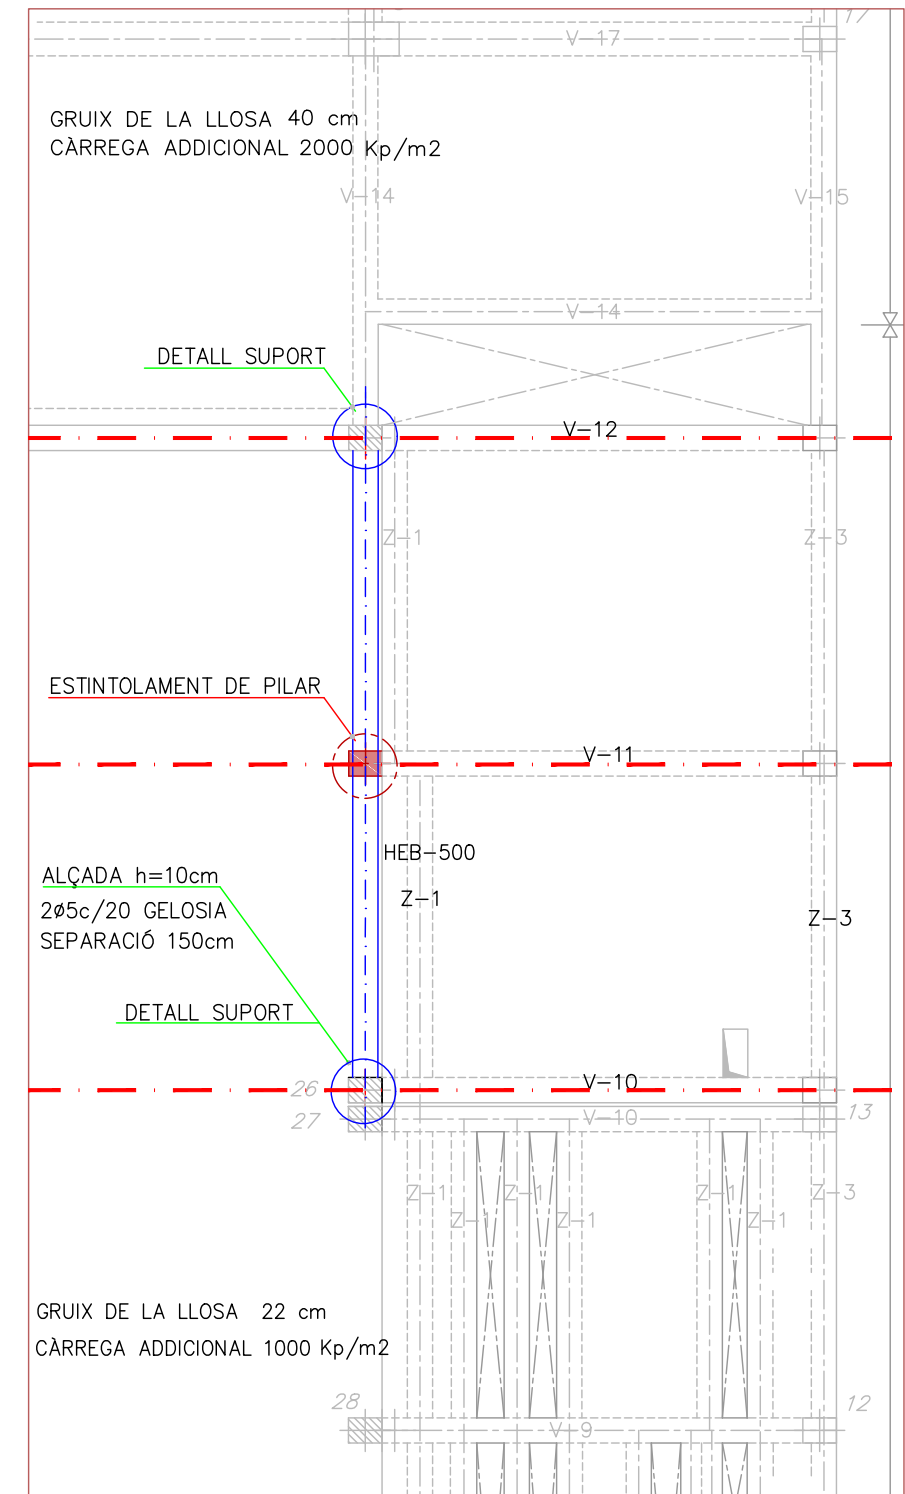 17
V-17
GRUIX DE LA LLOSA 40 cm
CÀRREGA ADDICIONAL 2000 Kp/m2
V-14
V-15
V-14
DETALL SUPORT
V-12
Z-1
Z-3
ESTINTOLAMENT DE PILAR
V-11
HEB-500
ALÇADA h=10cm
Z-1
2ø5c/20 GELOSIA
Z-3
SEPARACIÓ 150cm
DETALL SUPORT
V-10
26
27
V-10
13
Z-1
Z-1
Z-1
Z-3
Z-1
Z-1
Z-1
GRUIX DE LA LLOSA 22 cm
CÀRREGA ADDICIONAL 1000 Kp/m2
28
12
V-9